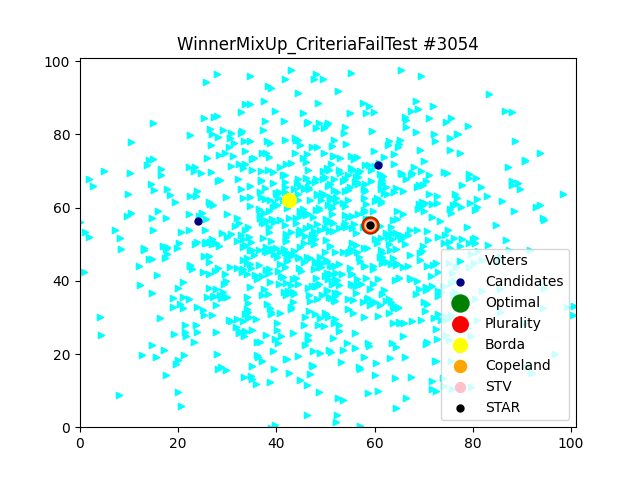 WinnerMixUp_CriteriaFailTest #3054
100
80
60
40
20
0
0
20
40
60
80
100
Voters
Candidates
Optimal
Plurality
Borda
Copeland
STV
STAR